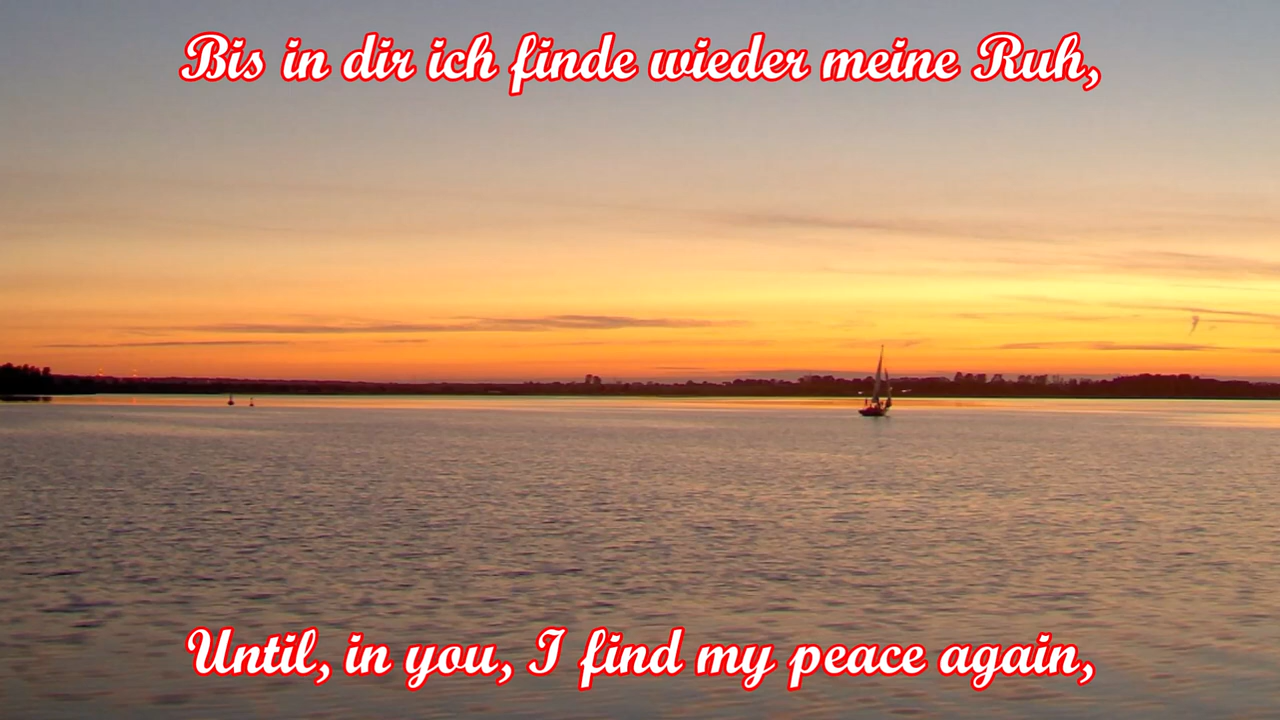 Bis in dir ich finde wieder meine Ruh,
Until, in you, I find my peace again,